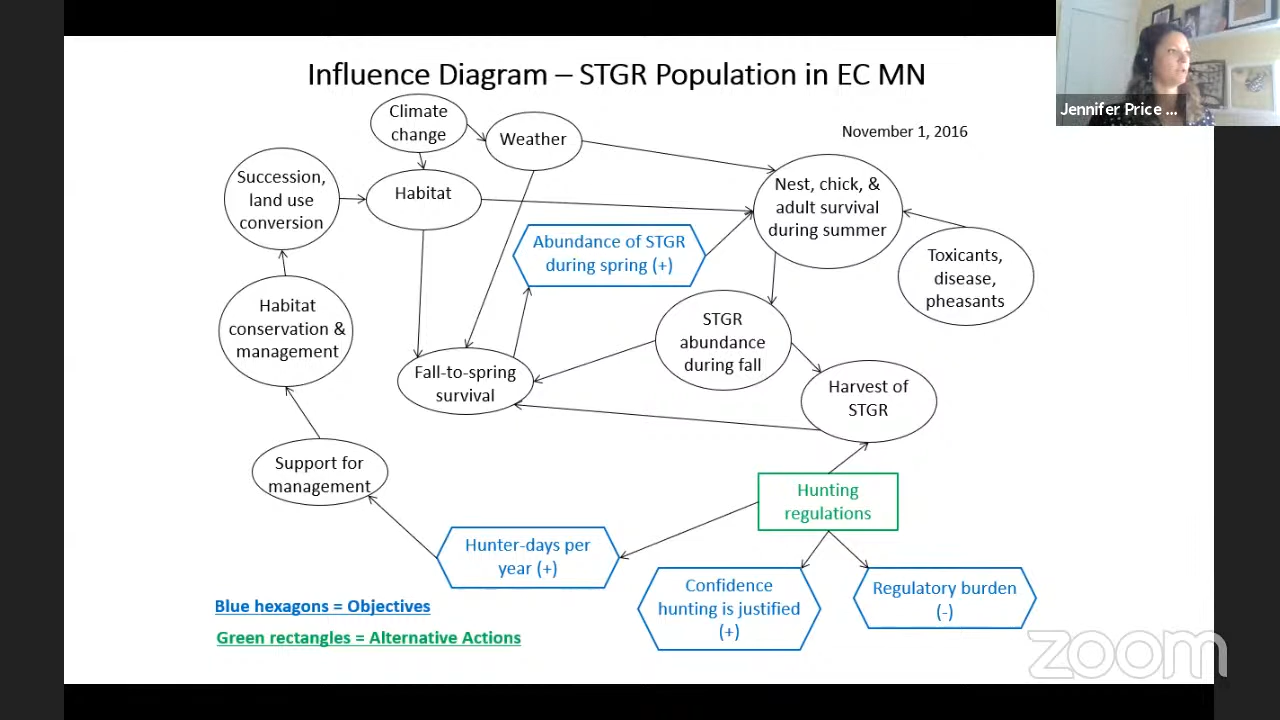 Influence Diagram – STGR Population in EC MN
Jennifer Price ...
November 1, 2016
Climate
change
Weather
Succession,
land use
conversion
Habitat
Nest, chick, &
adult survival
during summer
Abundance of STGR
during spring (+)
Toxicants,
disease,
pheasants
Habitat
conservation &
management
STGR
abundance
during fall
Fall-to-spring
survival
Harvest of
STGR
Support for
management
Hunting
regulations
Hunter-days per
year (+)
Confidence
hunting is justified
(+)
Regulatory burden
(-)
Blue hexagons = Objectives
Green rectangles = Alternative Actions
zoom